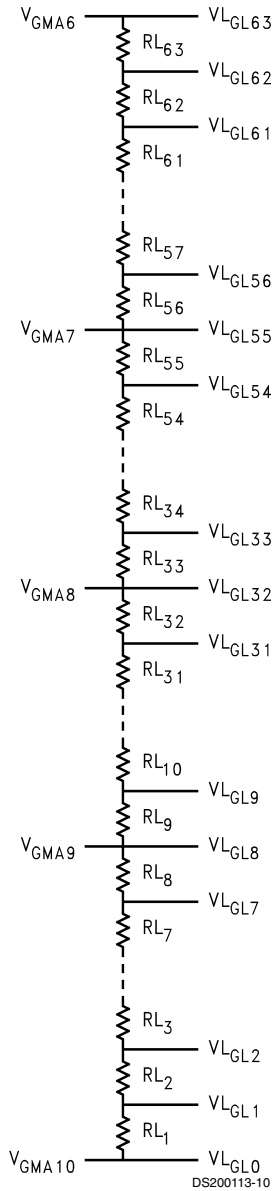 VGMA6 VLGL63
RL63
VLGL62
RL62
VLGL61
RL61
RL57
VLGL56
RL56
VGMA7 VLGL55
RL55
VLGL54
RL54
RL34
VLGL33
RL33
VGMA8 VLGL32
RL32
VLGL31
RL31
RL10
VLGL9
RL9
VGMA9 VLGL8
RL8
VLGL7
RL7
RL3
VLGL2
RL2
VLGL1
RL1
VGMA10 VLGL0
DS200113-10